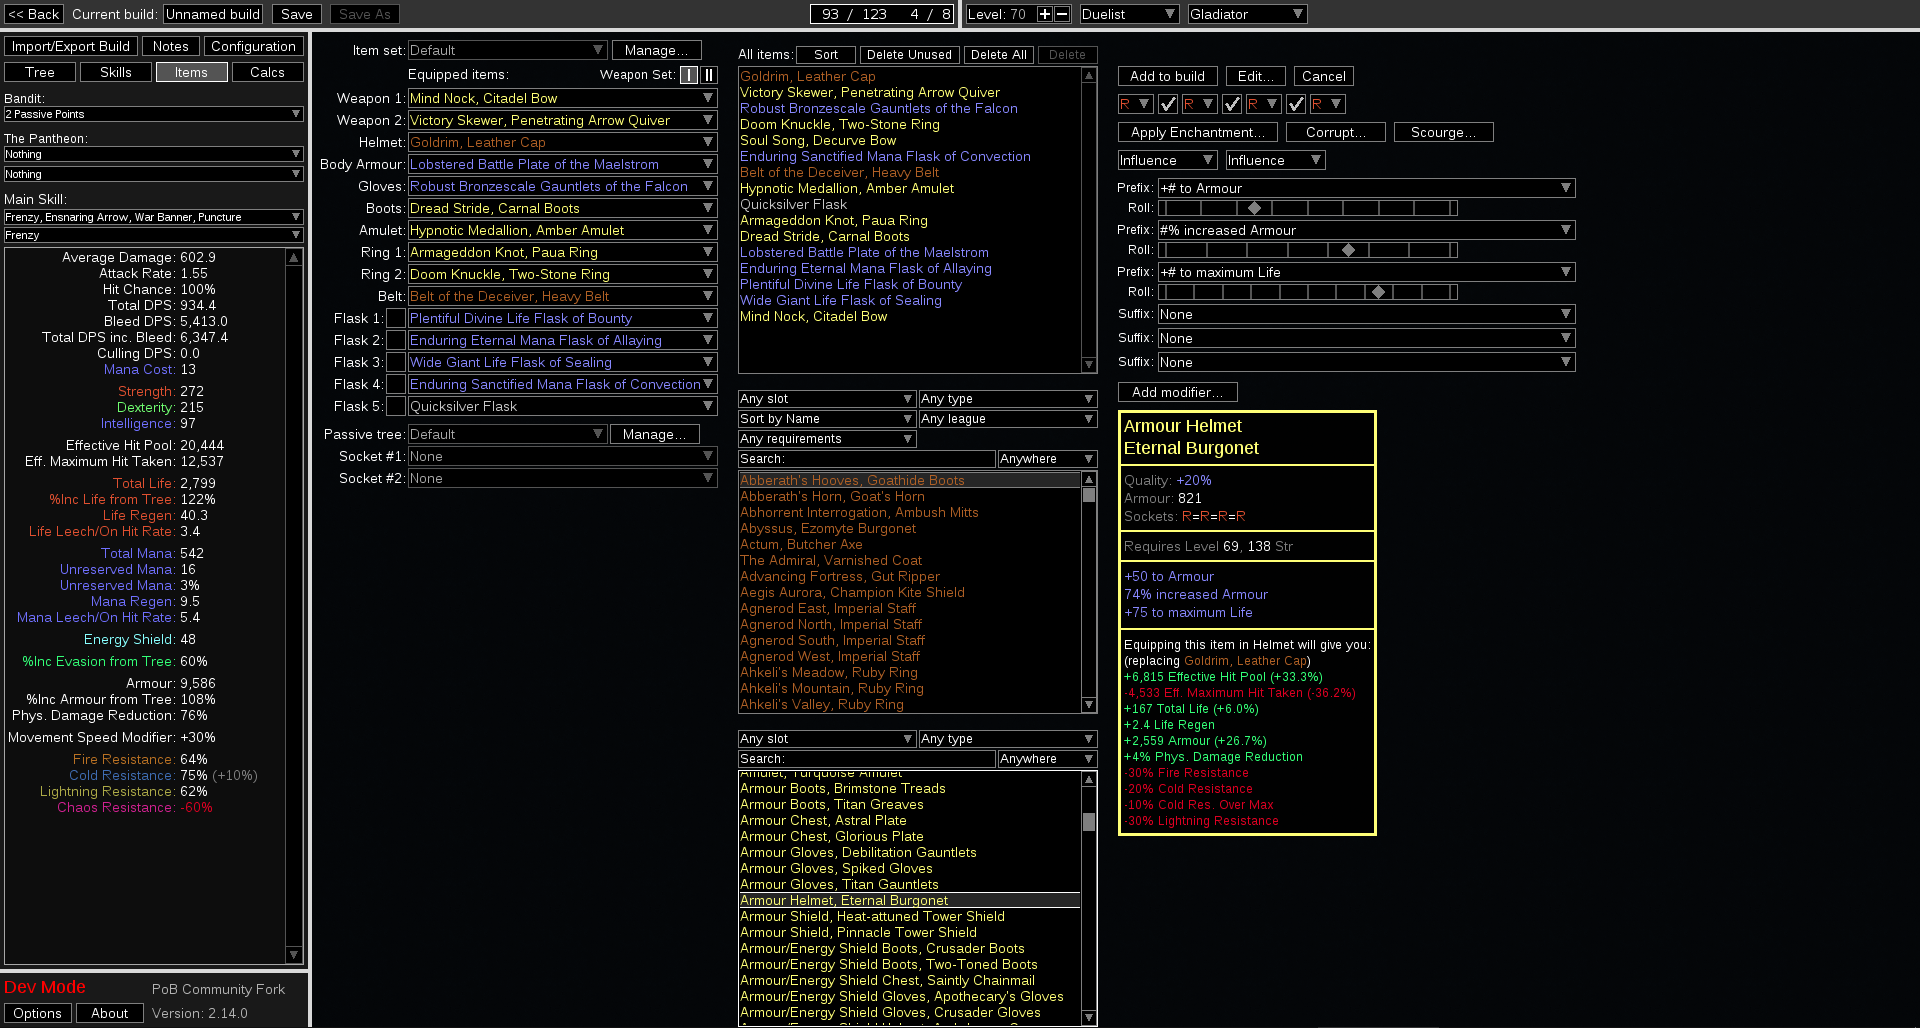 << Back Current build: Unnamed build Save Save As 93 / 123 4 / 8 Level: 70 + − Duelist Gladiator
Import/Export Build Notes Configuration
Tree Skills Items Calcs
Bandit:
2 Passive Points
The Pantheon:
Nothing
Nothing
Main Skill:
Frenzy, Ensnaring Arrow, War Banner, Puncture
Frenzy
Average Damage: 602.9
Attack Rate: 1.55
Hit Chance: 100%
Total DPS: 934.4
Bleed DPS: 5,413.0
Total DPS inc. Bleed: 6,347.4
Culling DPS: 0.0
Mana Cost: 13
Strength: 272
Dexterity: 215
Intelligence: 97
Effective Hit Pool: 20,444
Eff. Maximum Hit Taken: 12,537
Total Life: 2,799
%Inc Life from Tree: 122%
Life Regen: 40.3
Life Leech/On Hit Rate: 3.4
Total Mana: 542
Unreserved Mana: 16
Unreserved Mana: 3%
Mana Regen: 9.5
Mana Leech/On Hit Rate: 5.4
Energy Shield: 48
%Inc Evasion from Tree: 60%
Armour: 9,586
%Inc Armour from Tree: 108%
Phys. Damage Reduction: 76%
Movement Speed Modifier: +30%
Fire Resistance: 64%
Cold Resistance: 75% (+10%)
Lightning Resistance: 62%
Chaos Resistance: -60%
Dev Mode PoB Community Fork
Options About Version: 2.14.0
Item set: Default Manage...
Equipped items: Weapon Set: I II
Weapon 1: Mind Nock, Citadel Bow
Weapon 2: Victory Skewer, Penetrating Arrow Quiver
Helmet: Goldrim, Leather Cap
Body Armour: Lobstered Battle Plate of the Maelstrom
Gloves: Robust Bronzescale Gauntlets of the Falcon
Boots: Dread Stride, Carnal Boots
Amulet: Hypnotic Medallion, Amber Amulet
Ring 1: Armageddon Knot, Paua Ring
Ring 2: Doom Knuckle, Two-Stone Ring
Belt: Belt of the Deceiver, Heavy Belt
Flask 1: Plentiful Divine Life Flask of Bounty
Flask 2: Enduring Eternal Mana Flask of Allaying
Flask 3: Wide Giant Life Flask of Sealing
Flask 4: Enduring Sanctified Mana Flask of Convection
Flask 5: Quicksilver Flask
Passive tree: Default Manage...
Socket #1: None
Socket #2: None
All items: Sort Delete Unused Delete All Delete
Goldrim, Leather Cap
Victory Skewer, Penetrating Arrow Quiver
Robust Bronzescale Gauntlets of the Falcon
Doom Knuckle, Two-Stone Ring
Soul Song, Decurve Bow
Enduring Sanctified Mana Flask of Convection
Belt of the Deceiver, Heavy Belt
Hypnotic Medallion, Amber Amulet
Quicksilver Flask
Armageddon Knot, Paua Ring
Dread Stride, Carnal Boots
Lobstered Battle Plate of the Maelstrom
Enduring Eternal Mana Flask of Allaying
Plentiful Divine Life Flask of Bounty
Wide Giant Life Flask of Sealing
Mind Nock, Citadel Bow
Any slot Any type
Sort by Name Any league
Any requirements
Search: Anywhere
Abberath's Hooves, Goathide Boots
Abberath's Horn, Goat's Horn
Abhorrent Interrogation, Ambush Mitts
Abyssus, Ezomyte Burgonet
Actum, Butcher Axe
The Admiral, Varnished Coat
Advancing Fortress, Gut Ripper
Aegis Aurora, Champion Kite Shield
Agnerod East, Imperial Staff
Agnerod North, Imperial Staff
Agnerod South, Imperial Staff
Agnerod West, Imperial Staff
Ahkeli's Meadow, Ruby Ring
Ahkeli's Mountain, Ruby Ring
Ahkeli's Valley, Ruby Ring
Any slot Any type
Search: Anywhere
Amulet, Turquoise Amulet
Armour Boots, Brimstone Treads
Armour Boots, Titan Greaves
Armour Chest, Astral Plate
Armour Chest, Glorious Plate
Armour Gloves, Debilitation Gauntlets
Armour Gloves, Spiked Gloves
Armour Gloves, Titan Gauntlets
Armour Helmet, Eternal Burgonet
Armour Shield, Heat-attuned Tower Shield
Armour Shield, Pinnacle Tower Shield
Armour/Energy Shield Boots, Crusader Boots
Armour/Energy Shield Boots, Two-Toned Boots
Armour/Energy Shield Chest, Saintly Chainmail
Armour/Energy Shield Gloves, Apothecary's Gloves
Armour/Energy Shield Gloves, Crusader Gloves
Add to build Edit... Cancel
R R R R
Apply Enchantment... Corrupt... Scourge...
Influence Influence
Prefix: +# to Armour
Roll:
Prefix: #% increased Armour
Roll:
Prefix: +# to maximum Life
Roll:
Suffix: None
Suffix: None
Suffix: None
Add modifier...
Armour Helmet
Eternal Burgonet
Quality: +20%
Armour: 821
Sockets: R=R=R=R
Requires Level 69, 138 Str
+50 to Armour
74% increased Armour
+75 to maximum Life
Equipping this item in Helmet will give you:
(replacing Goldrim, Leather Cap)
+6,815 Effective Hit Pool (+33.3%)
-4,533 Eff. Maximum Hit Taken (-36.2%)
+167 Total Life (+6.0%)
+2.4 Life Regen
+2,559 Armour (+26.7%)
+4% Phys. Damage Reduction
-30% Fire Resistance
-20% Cold Resistance
-10% Cold Res. Over Max
-30% Lightning Resistance